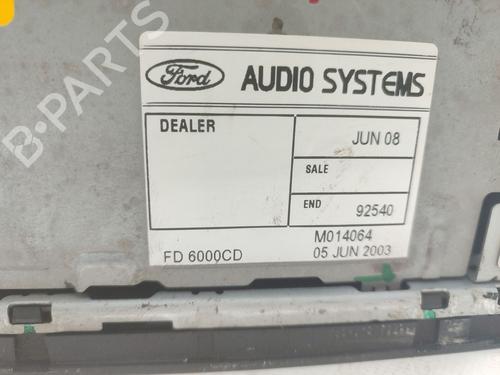 B-PARTS
Ford AUDIO SYSTEMS
DEALER
JUN 08
SALE
END 92540
M014064
FD 6000CD 05 JUN 2003